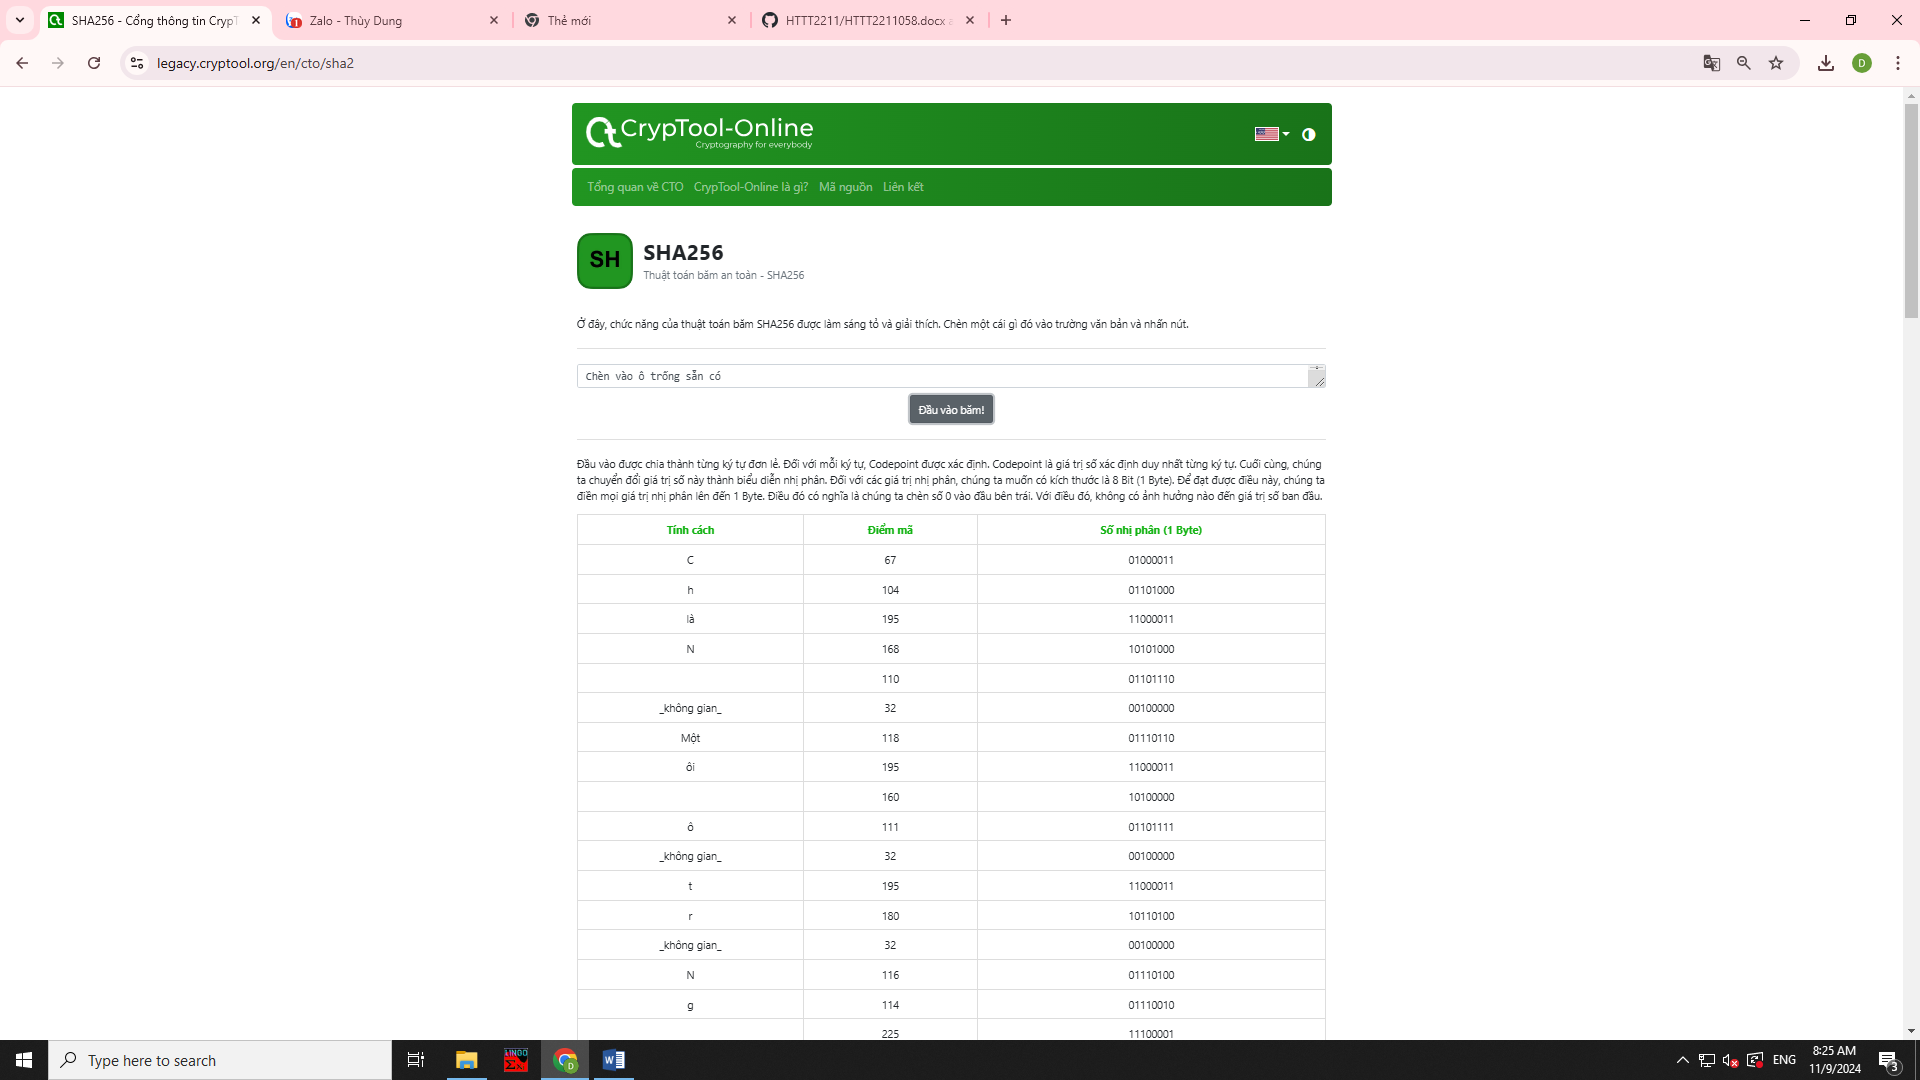 SHA256 - Cổng thông tin CrypT
Zalo - Thùy Dung
Thẻ mới
HTTT2211/HTTT2211058.docx a
legacy.cryptool.org/en/cto/sha2
D
CrypTool-Online
Cryptography for everybody
Tổng quan về CTO CrypTool-Online là gì? Mã nguồn Liên kết
SH
SHA256
Thuật toán băm an toàn - SHA256
Ở đây, chức năng của thuật toán băm SHA256 được làm sáng tỏ và giải thích. Chèn một cái gì đó vào trường văn bản và nhấn nút.
Chèn vào ô trống sẵn có
Đầu vào băm!
Đầu vào được chia thành từng ký tự đơn lẻ. Đối với mỗi ký tự, Codepoint được xác định. Codepoint là giá trị số xác định duy nhất từng ký tự. Cuối cùng, chúng
ta chuyển đổi giá trị số này thành biểu diễn nhị phân. Đối với các giá trị nhị phân, chúng ta muốn có kích thước là 8 Bit (1 Byte). Để đạt được điều này, chúng ta
điền mọi giá trị nhị phân lên đến 1 Byte. Điều đó có nghĩa là chúng ta chèn số 0 vào đầu bên trái. Với điều đó, không có ảnh hưởng nào đến giá trị số ban đầu.
Tính cách Điểm mã Số nhị phân (1 Byte)
C 67 01000011
h 104 01101000
là 195 11000011
N 168 10101000
110 01101110
_không gian_ 32 00100000
Một 118 01110110
ôi 195 11000011
160 10100000
ô 111 01101111
_không gian_ 32 00100000
t 195 11000011
r 180 10110100
_không gian_ 32 00100000
N 116 01110100
g 114 01110010
225 11100001
Type here to search
LINGO
D
ENG
8:25 AM
11/9/2024
3